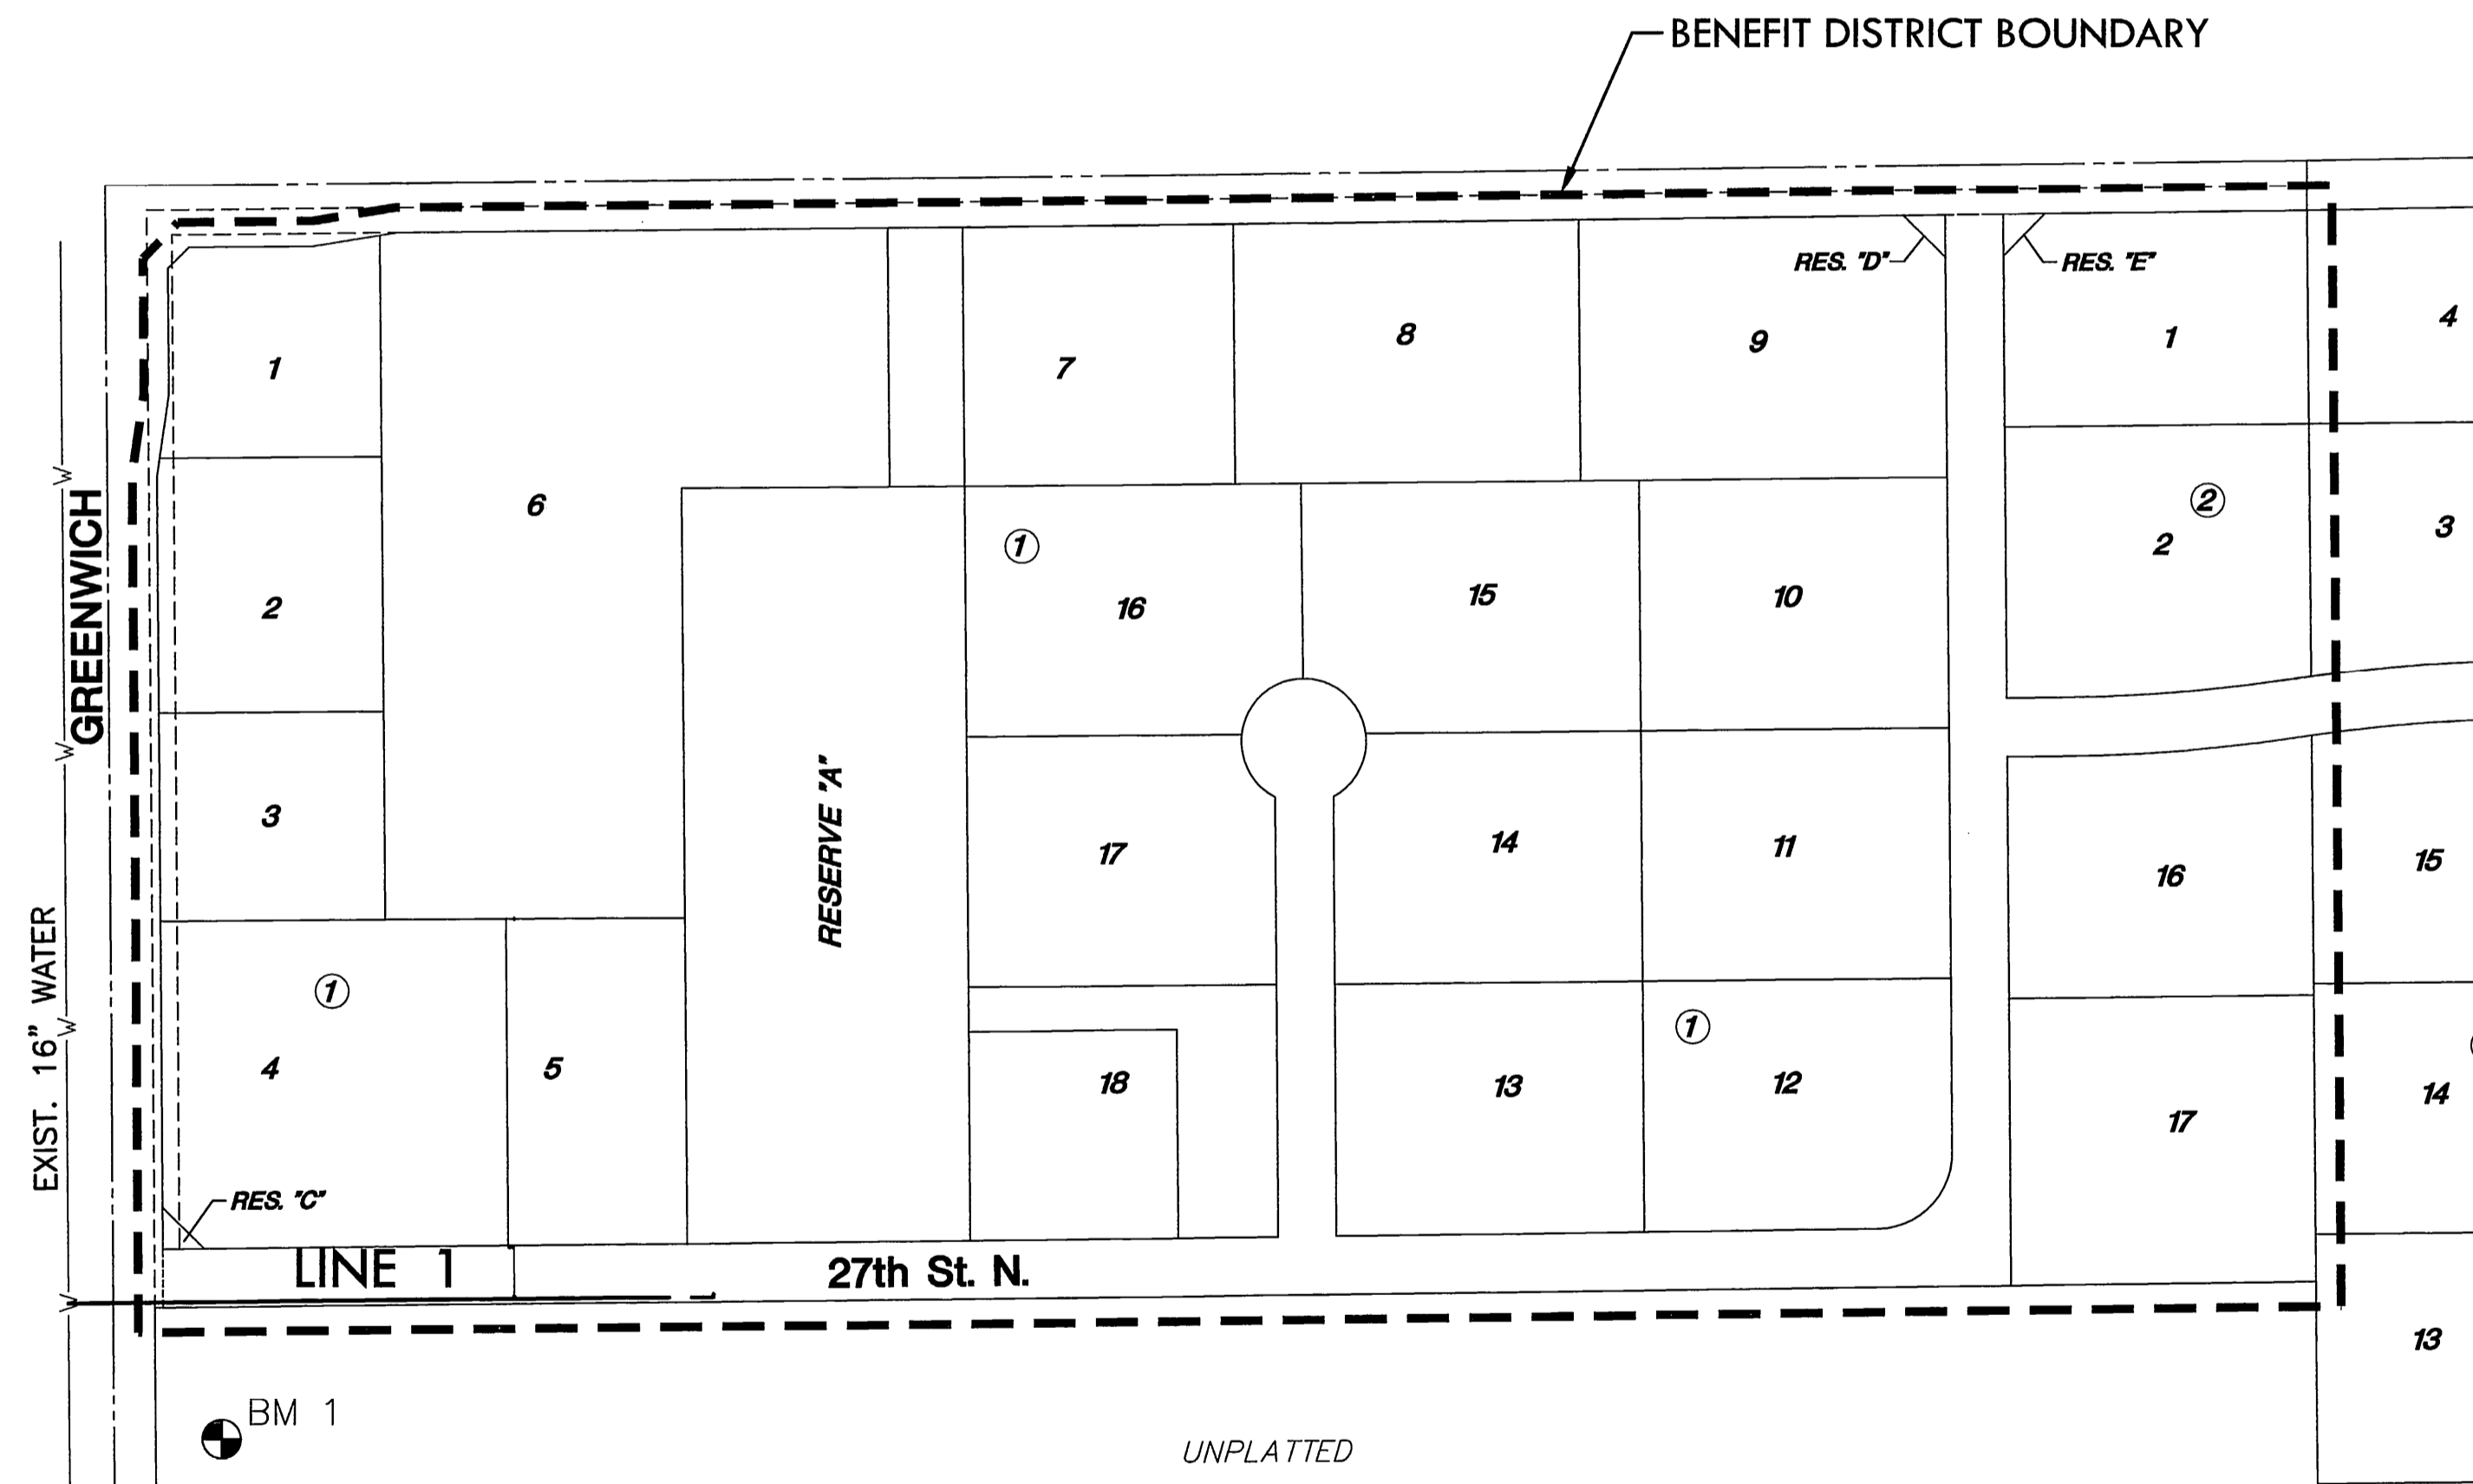 BENEFIT DISTRICT BOUNDARY
RES. "D"
RES. "E"
1
6
7
8
9
1
4
GREENWICH
2
1
16
15
10
2
2
3
3
RESERVE "A"
17
14
11
16
15
EXIST. 16" WATER
W
W
W
W
1
4
5
18
13
1
12
17
14
RES. "C"
LINE 1
27th St. N.
13
BM 1
UNPLATTED